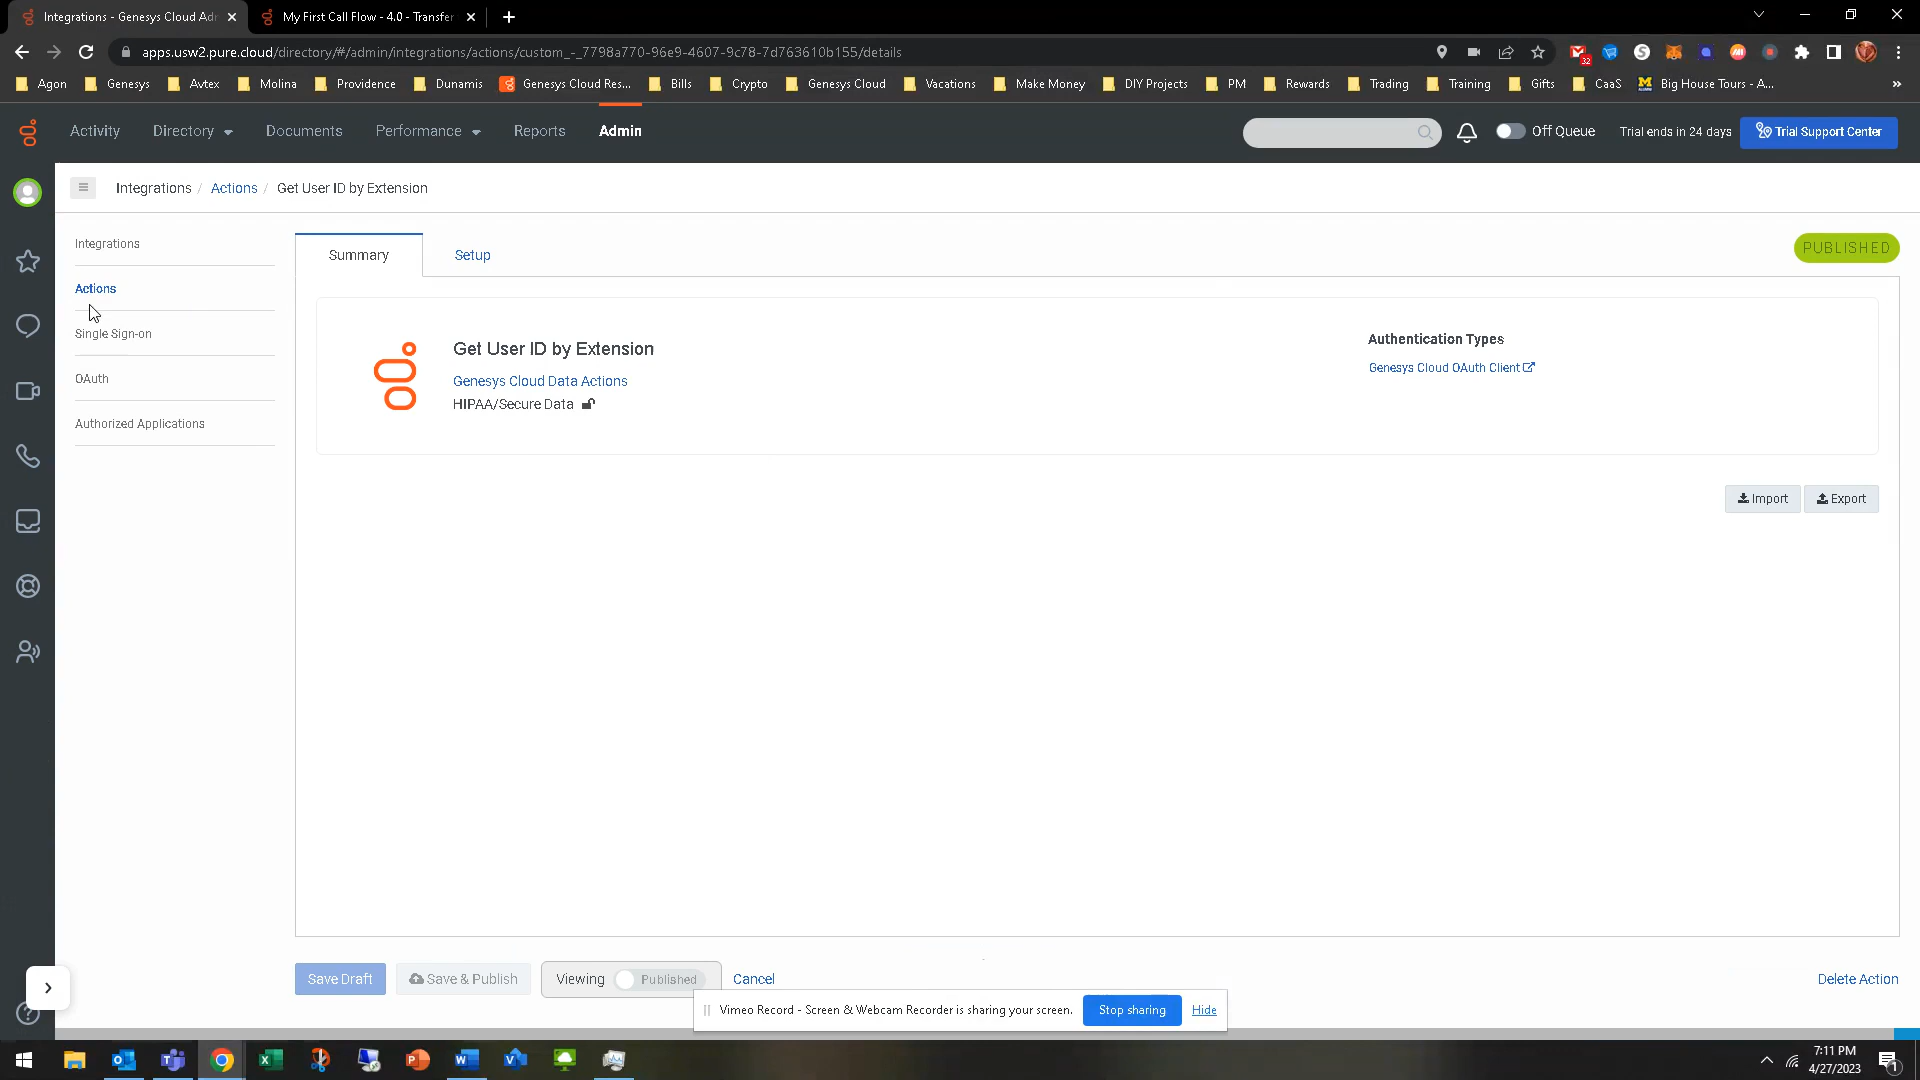 Integrations - Genesys Cloud Adr
My First Call Flow - 4.0 - Transfer
apps.usw2.pure.cloud/directory/#/admin/integrations/actions/custom_-_7798a770-96e9-4607-9c78-7d763610b155/details
32
Agon Genesys Avtex Molina Providence Dunamis Genesys Cloud Res... Bills Crypto Genesys Cloud Vacations Make Money DIY Projects PM Rewards Trading Training Gifts CaaS Big House Tours - A... »
Activity Directory Documents Performance Reports Admin Off Queue Trial ends in 24 days Trial Support Center
Integrations / Actions / Get User ID by Extension
Integrations
Actions
Single Sign-on
OAuth
Authorized Applications
Summary Setup PUBLISHED
Get User ID by Extension
Genesys Cloud Data Actions
HIPAA/Secure Data
Authentication Types
Genesys Cloud OAuth Client
Import Export
Save Draft Save & Publish Viewing Published Cancel Delete Action
Vimeo Record - Screen & Webcam Recorder is sharing your screen. Stop sharing Hide
7:11 PM
4/27/2023
1